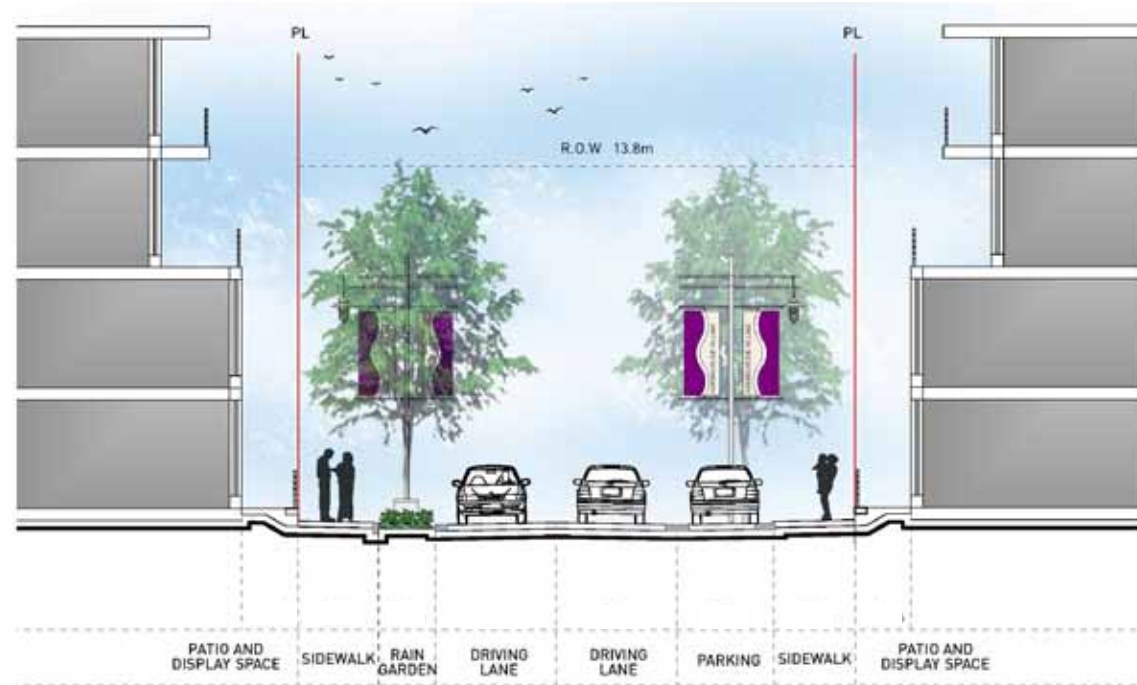 PL
PL
R.O.W 13.8m
PATIO AND
DISPLAY SPACE
SIDEWALK
RAIN
GARDEN
DRIVING
LANE
DRIVING
LANE
PARKING
SIDEWALK
PATIO AND
DISPLAY SPACE